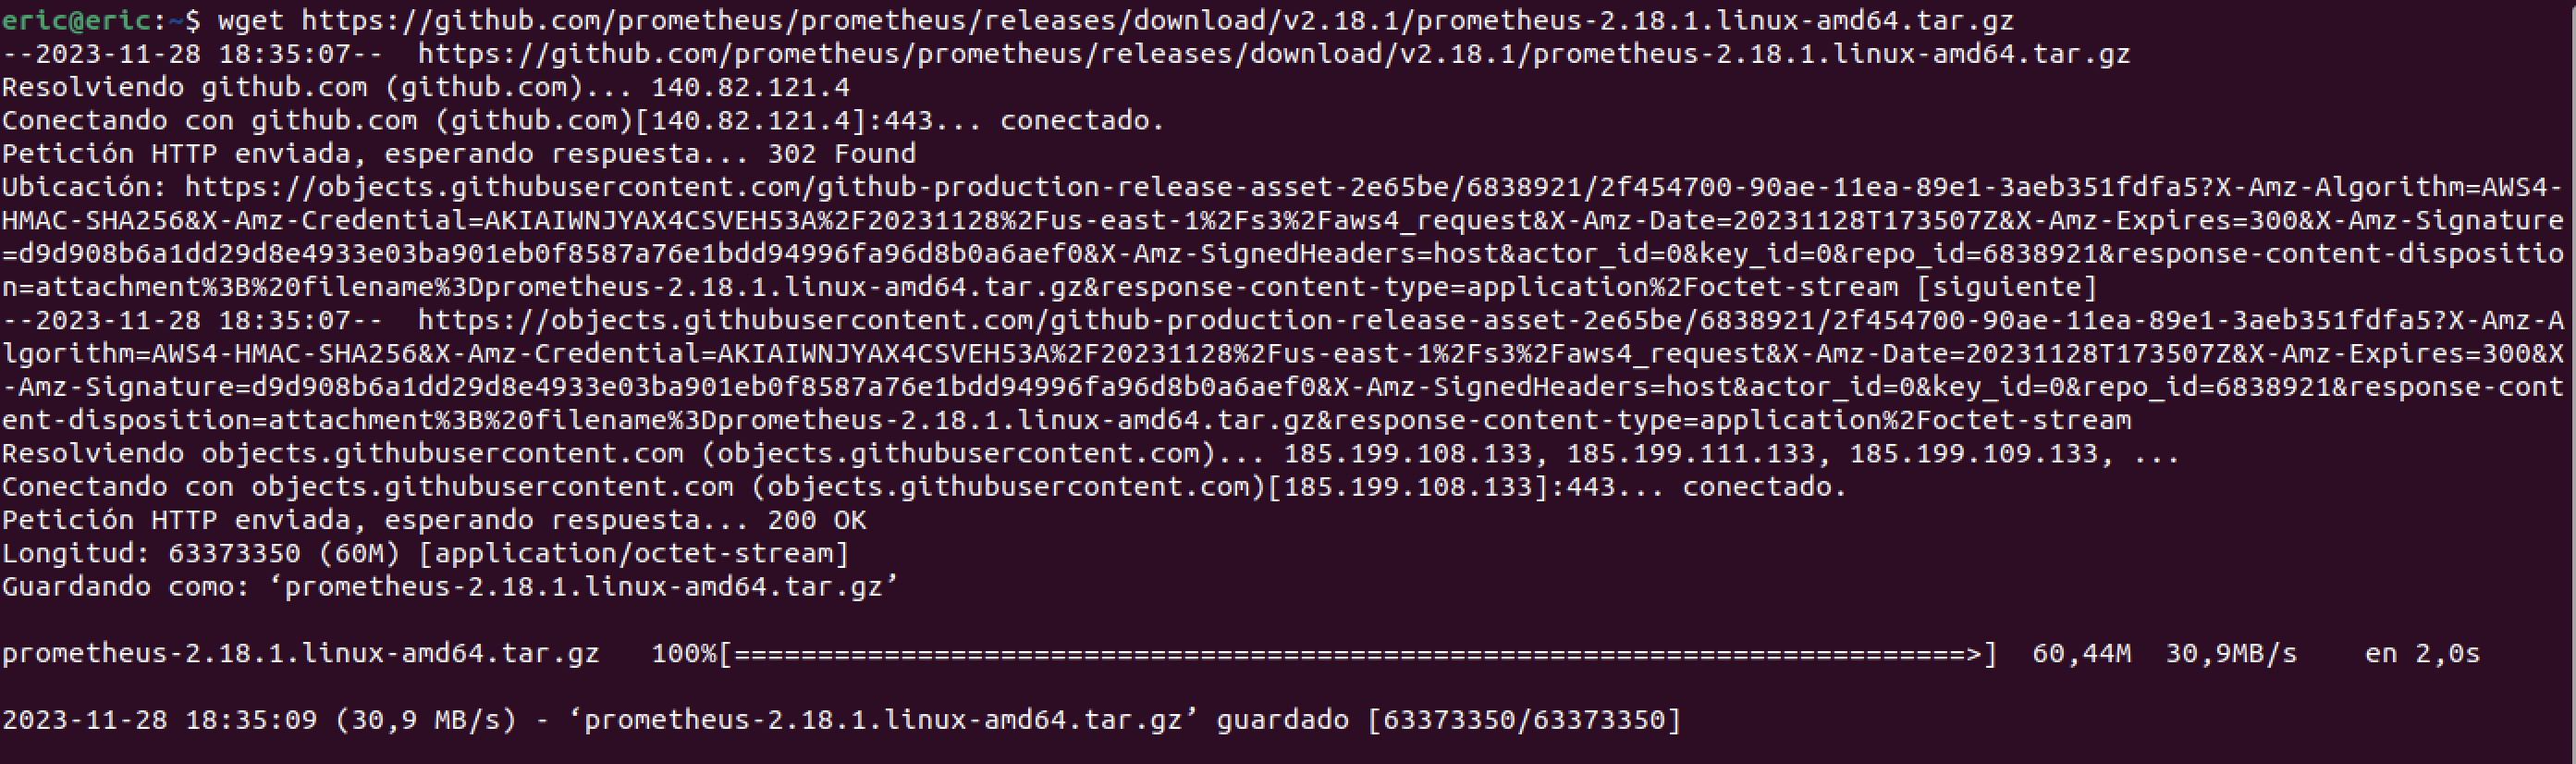 eric@eric:~$ wget https://github.com/prometheus/prometheus/releases/download/v2.18.1/prometheus-2.18.1.linux-amd64.tar.gz
--2023-11-28 18:35:07--  https://github.com/prometheus/prometheus/releases/download/v2.18.1/prometheus-2.18.1.linux-amd64.tar.gz
Resolviendo github.com (github.com)... 140.82.121.4
Conectando con github.com (github.com)[140.82.121.4]:443... conectado.
Petición HTTP enviada, esperando respuesta... 302 Found
Ubicación: https://objects.githubusercontent.com/github-production-release-asset-2e65be/6838921/2f454700-90ae-11ea-89e1-3aeb351fdfa5?X-Amz-Algorithm=AWS4-
HMAC-SHA256&X-Amz-Credential=AKIAIWNJYAX4CSVEH53A%2F20231128%2Fus-east-1%2Fs3%2Faws4_request&X-Amz-Date=20231128T173507Z&X-Amz-Expires=300&X-Amz-Signature
=d9d908b6a1dd29d8e4933e03ba901eb0f8587a76e1bdd94996fa96d8b0a6aef0&X-Amz-SignedHeaders=host&actor_id=0&key_id=0&repo_id=6838921&response-content-dispositio
n=attachment%3B%20filename%3Dprometheus-2.18.1.linux-amd64.tar.gz&response-content-type=application%2Foctet-stream [siguiente]
--2023-11-28 18:35:07--  https://objects.githubusercontent.com/github-production-release-asset-2e65be/6838921/2f454700-90ae-11ea-89e1-3aeb351fdfa5?X-Amz-A
lgorithm=AWS4-HMAC-SHA256&X-Amz-Credential=AKIAIWNJYAX4CSVEH53A%2F20231128%2Fus-east-1%2Fs3%2Faws4_request&X-Amz-Date=20231128T173507Z&X-Amz-Expires=300&X
-Amz-Signature=d9d908b6a1dd29d8e4933e03ba901eb0f8587a76e1bdd94996fa96d8b0a6aef0&X-Amz-SignedHeaders=host&actor_id=0&key_id=0&repo_id=6838921&response-cont
ent-disposition=attachment%3B%20filename%3Dprometheus-2.18.1.linux-amd64.tar.gz&response-content-type=application%2Foctet-stream
Resolviendo objects.githubusercontent.com (objects.githubusercontent.com)... 185.199.108.133, 185.199.111.133, 185.199.109.133, ...
Conectando con objects.githubusercontent.com (objects.githubusercontent.com)[185.199.108.133]:443... conectado.
Petición HTTP enviada, esperando respuesta... 200 OK
Longitud: 63373350 (60M) [application/octet-stream]
Guardando como: ‘prometheus-2.18.1.linux-amd64.tar.gz’
prometheus-2.18.1.linux-amd64.tar.gz   100%[==========================================================================>]  60,44M  30,9MB/s    en 2,0s
2023-11-28 18:35:09 (30,9 MB/s) - ‘prometheus-2.18.1.linux-amd64.tar.gz’ guardado [63373350/63373350]